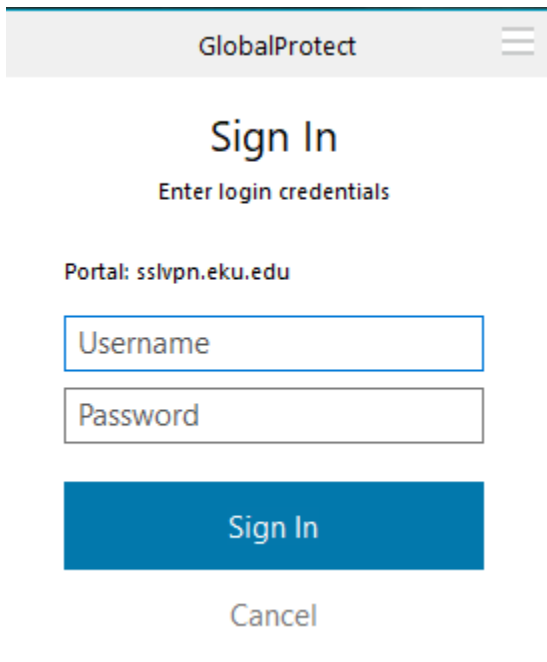 GlobalProtect
Sign In
Enter login credentials
Portal: sslvpn.eku.edu
Username
Password
Sign In
Cancel